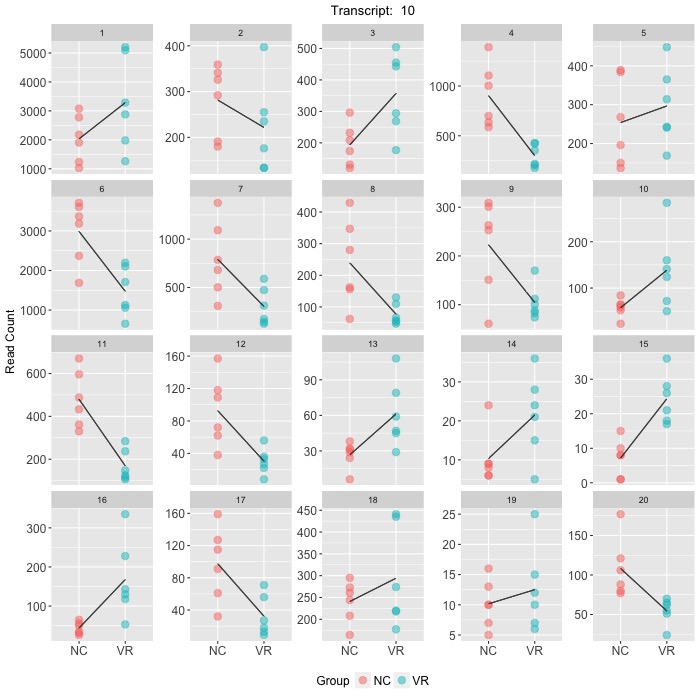 Transcript: 10
1 2 3 4 5
5000 4000 3000 2000 1000
400 300 200
500 400 300 200
1000 500
400 300 200
6 7 8 9 10
3000 2000 1000
1000 500
400 300 200 100
300 200 100
200 100
Read Count
11 12 13 14 15
600 400 200
160 120 80 40
90 60 30
30 20 10
30 20 10 0
16 17 18 19 20
300 200 100
160 120 80 40
450 400 350 300 250 200
25 20 15 10 5
150 100 50
NC VR NC VR NC VR NC VR NC VR
Group NC VR